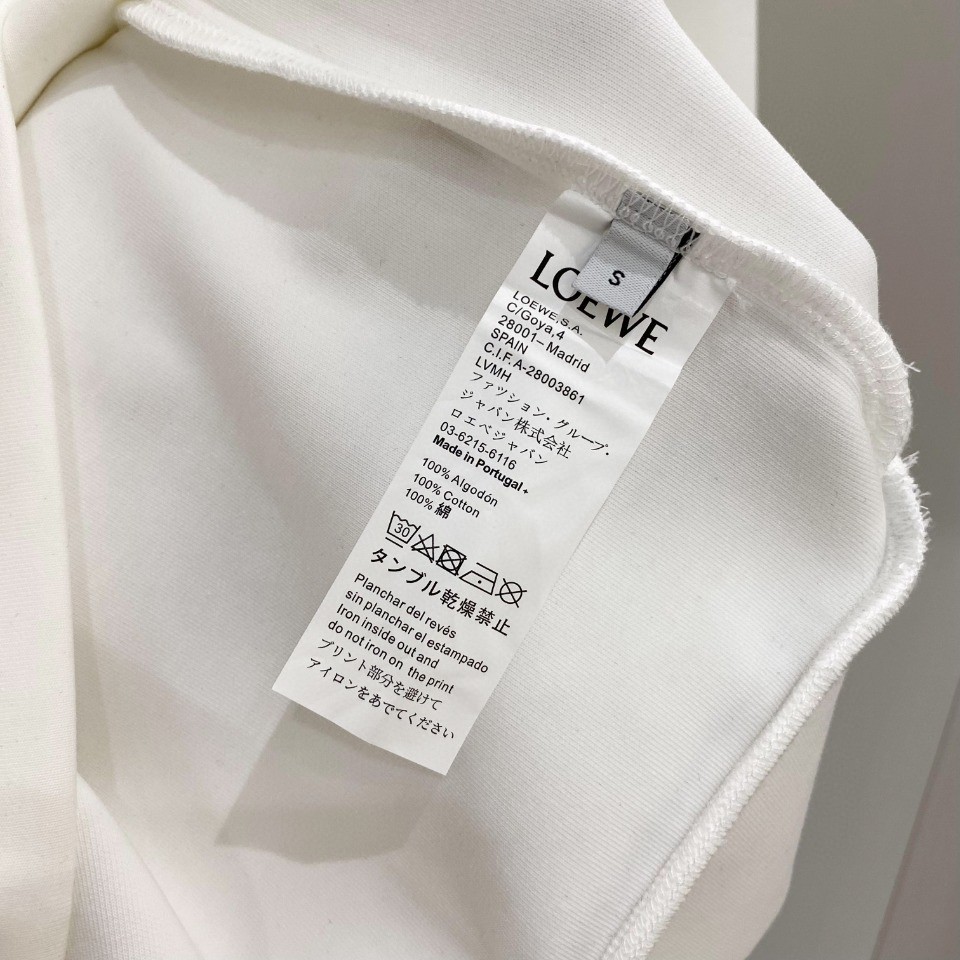 S
LOEWE
LOEWE,S.A.
C/Goya,4
28001–Madrid
SPAIN
C.I.F.A-28003861
LVMH
ファッション・グループ・
ジャパン株式会社
ロエベジャパン
03-6215-6116
Made in Portugal+
100% Algodón
100% Cotton
100% 綿
30
タンブル乾燥禁止
Planchar del revés
sin planchar el estampado
Iron inside out and
do not iron on the print
プリント部分を避けて
アイロンをあでてください